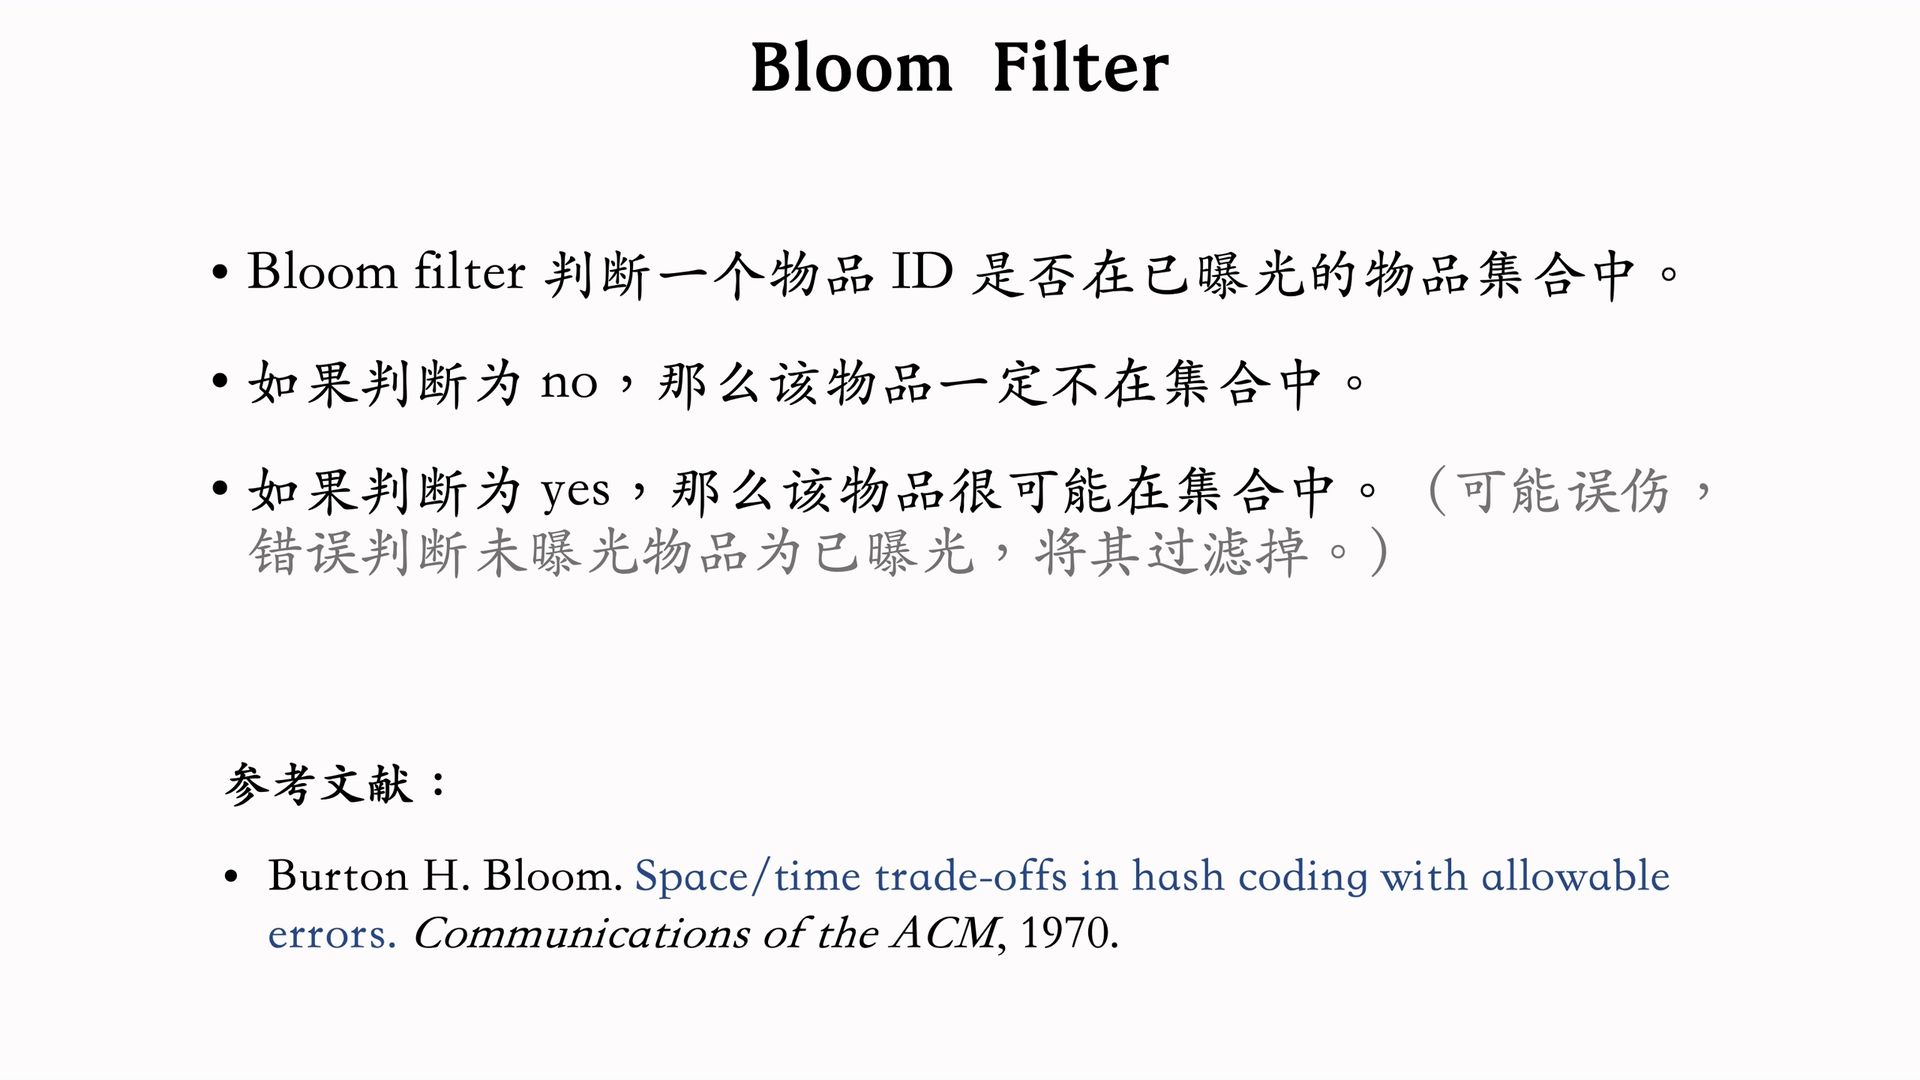 Bloom Filter
• Bloom filter 判断一个物品 ID 是否在已曝光的物品集合中。
• 如果判断为 no，那么该物品一定不在集合中。
• 如果判断为 yes，那么该物品很可能在集合中。（可能误伤，
错误判断未曝光物品为已曝光，将其过滤掉。）
参考文献：
• Burton H. Bloom. Space/time trade-offs in hash coding with allowable
errors. Communications of the ACM, 1970.